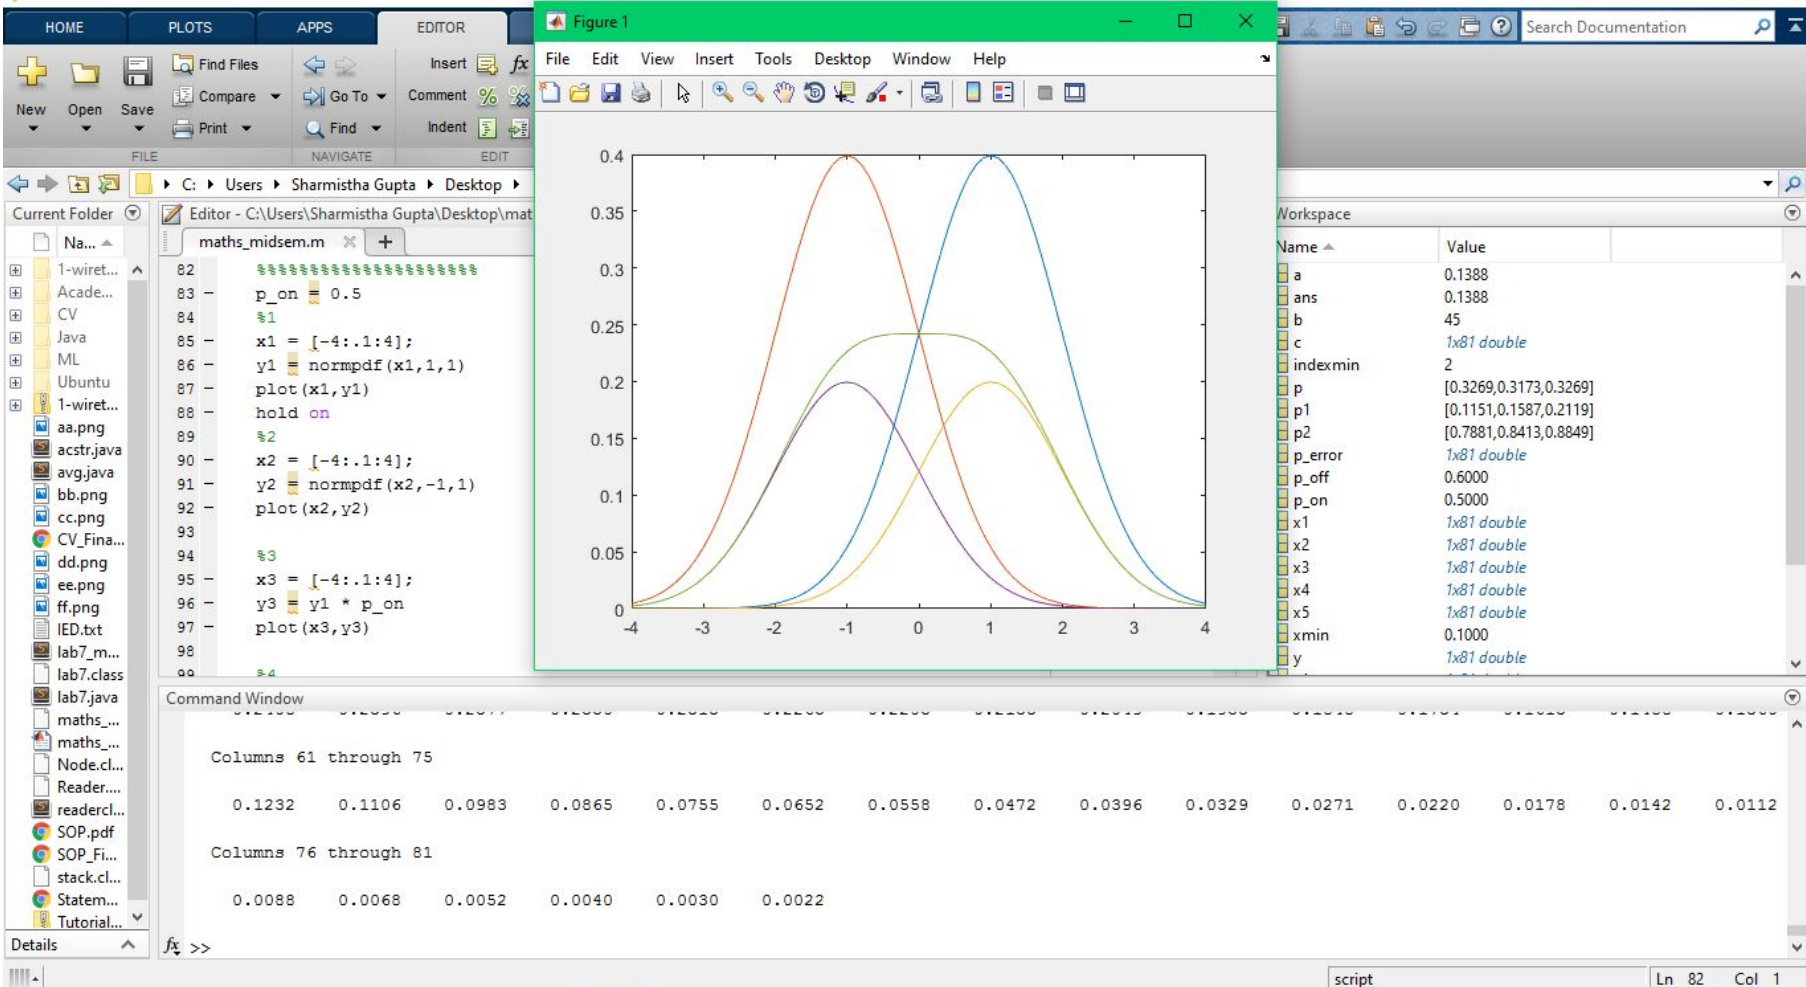 HOME PLOTS APPS EDITOR
Figure 1
Search Documentation
File Edit View Insert Tools Desktop Window Help
New Open Save
Find Files
Compare
Print
Go To
Find
Insert fx
Comment
Indent
FILE NAVIGATE EDIT
C: Users Sharmistha Gupta Desktop
Current Folder
Na...
1-wiret...
Acade...
CV
Java
ML
Ubuntu
1-wiret...
aa.png
acstr.java
avg.java
bb.png
cc.png
CV_Fina...
dd.png
ee.png
ff.png
IED.txt
lab7_m...
lab7.class
lab7.java
maths_...
maths_...
Node.cl...
Reader....
readercl...
SOP.pdf
SOP_Fi...
stack.cl...
Statem...
Tutorial...
Details
Editor - C:\Users\Sharmistha Gupta\Desktop\mat
maths_midsem.m
82 %%%%%%%%%%%%%%%%%%%%%
83 - p_on = 0.5
84 %1
85 - x1 = [-4:.1:4];
86 - y1 = normpdf(x1,1,1)
87 - plot(x1,y1)
88 - hold on
89 %2
90 - x2 = [-4:.1:4];
91 - y2 = normpdf(x2,-1,1)
92 - plot(x2,y2)
93
94 %3
95 - x3 = [-4:.1:4];
96 - y3 = y1 * p_on
97 - plot(x3,y3)
98
99 %4
0.4
0.35
0.3
0.25
0.2
0.15
0.1
0.05
0
-4 -3 -2 -1 0 1 2 3 4
Workspace
Name Value
a 0.1388
ans 0.1388
b 45
c 1x81 double
indexmin 2
p [0.3269,0.3173,0.3269]
p1 [0.1151,0.1587,0.2119]
p2 [0.7881,0.8413,0.8849]
p_error 1x81 double
p_off 0.6000
p_on 0.5000
x1 1x81 double
x2 1x81 double
x3 1x81 double
x4 1x81 double
x5 1x81 double
xmin 0.1000
y 1x81 double
Command Window
Columns 61 through 75
0.1232 0.1106 0.0983 0.0865 0.0755 0.0652 0.0558 0.0472 0.0396 0.0329 0.0271 0.0220 0.0178 0.0142 0.0112
Columns 76 through 81
0.0088 0.0068 0.0052 0.0040 0.0030 0.0022
fx >>
script Ln 82 Col 1